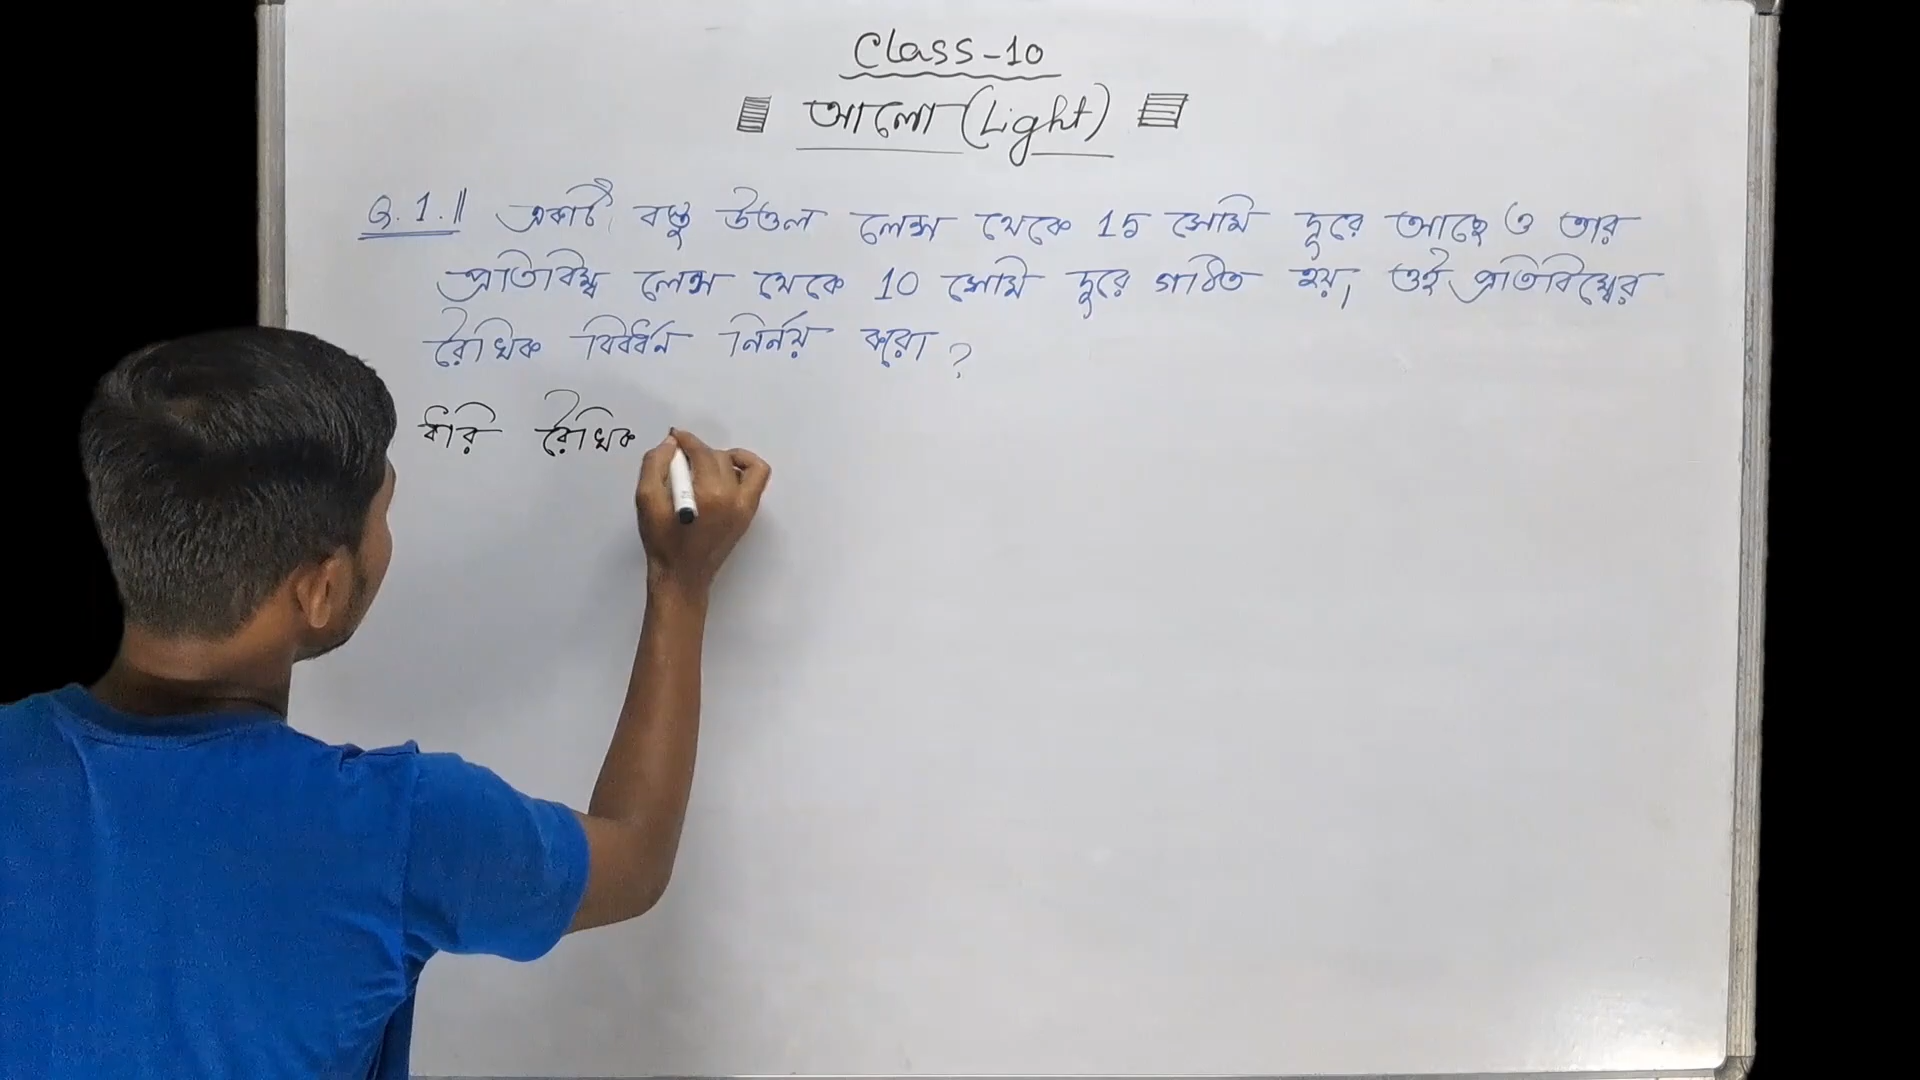 Class-10
আলো (Light)
Q.1.|| একটি বস্তু উত্তল লেন্স থেকে 15 সেমি দূরে আছে ও তার
প্রতিবিম্ব লেন্স থেকে 10 সেমি দূরে গঠিত হয়, ওই প্রতিবিম্বের
রৈখিক বিবর্ধন নির্নয় করো ?
ধরি রৈখিক